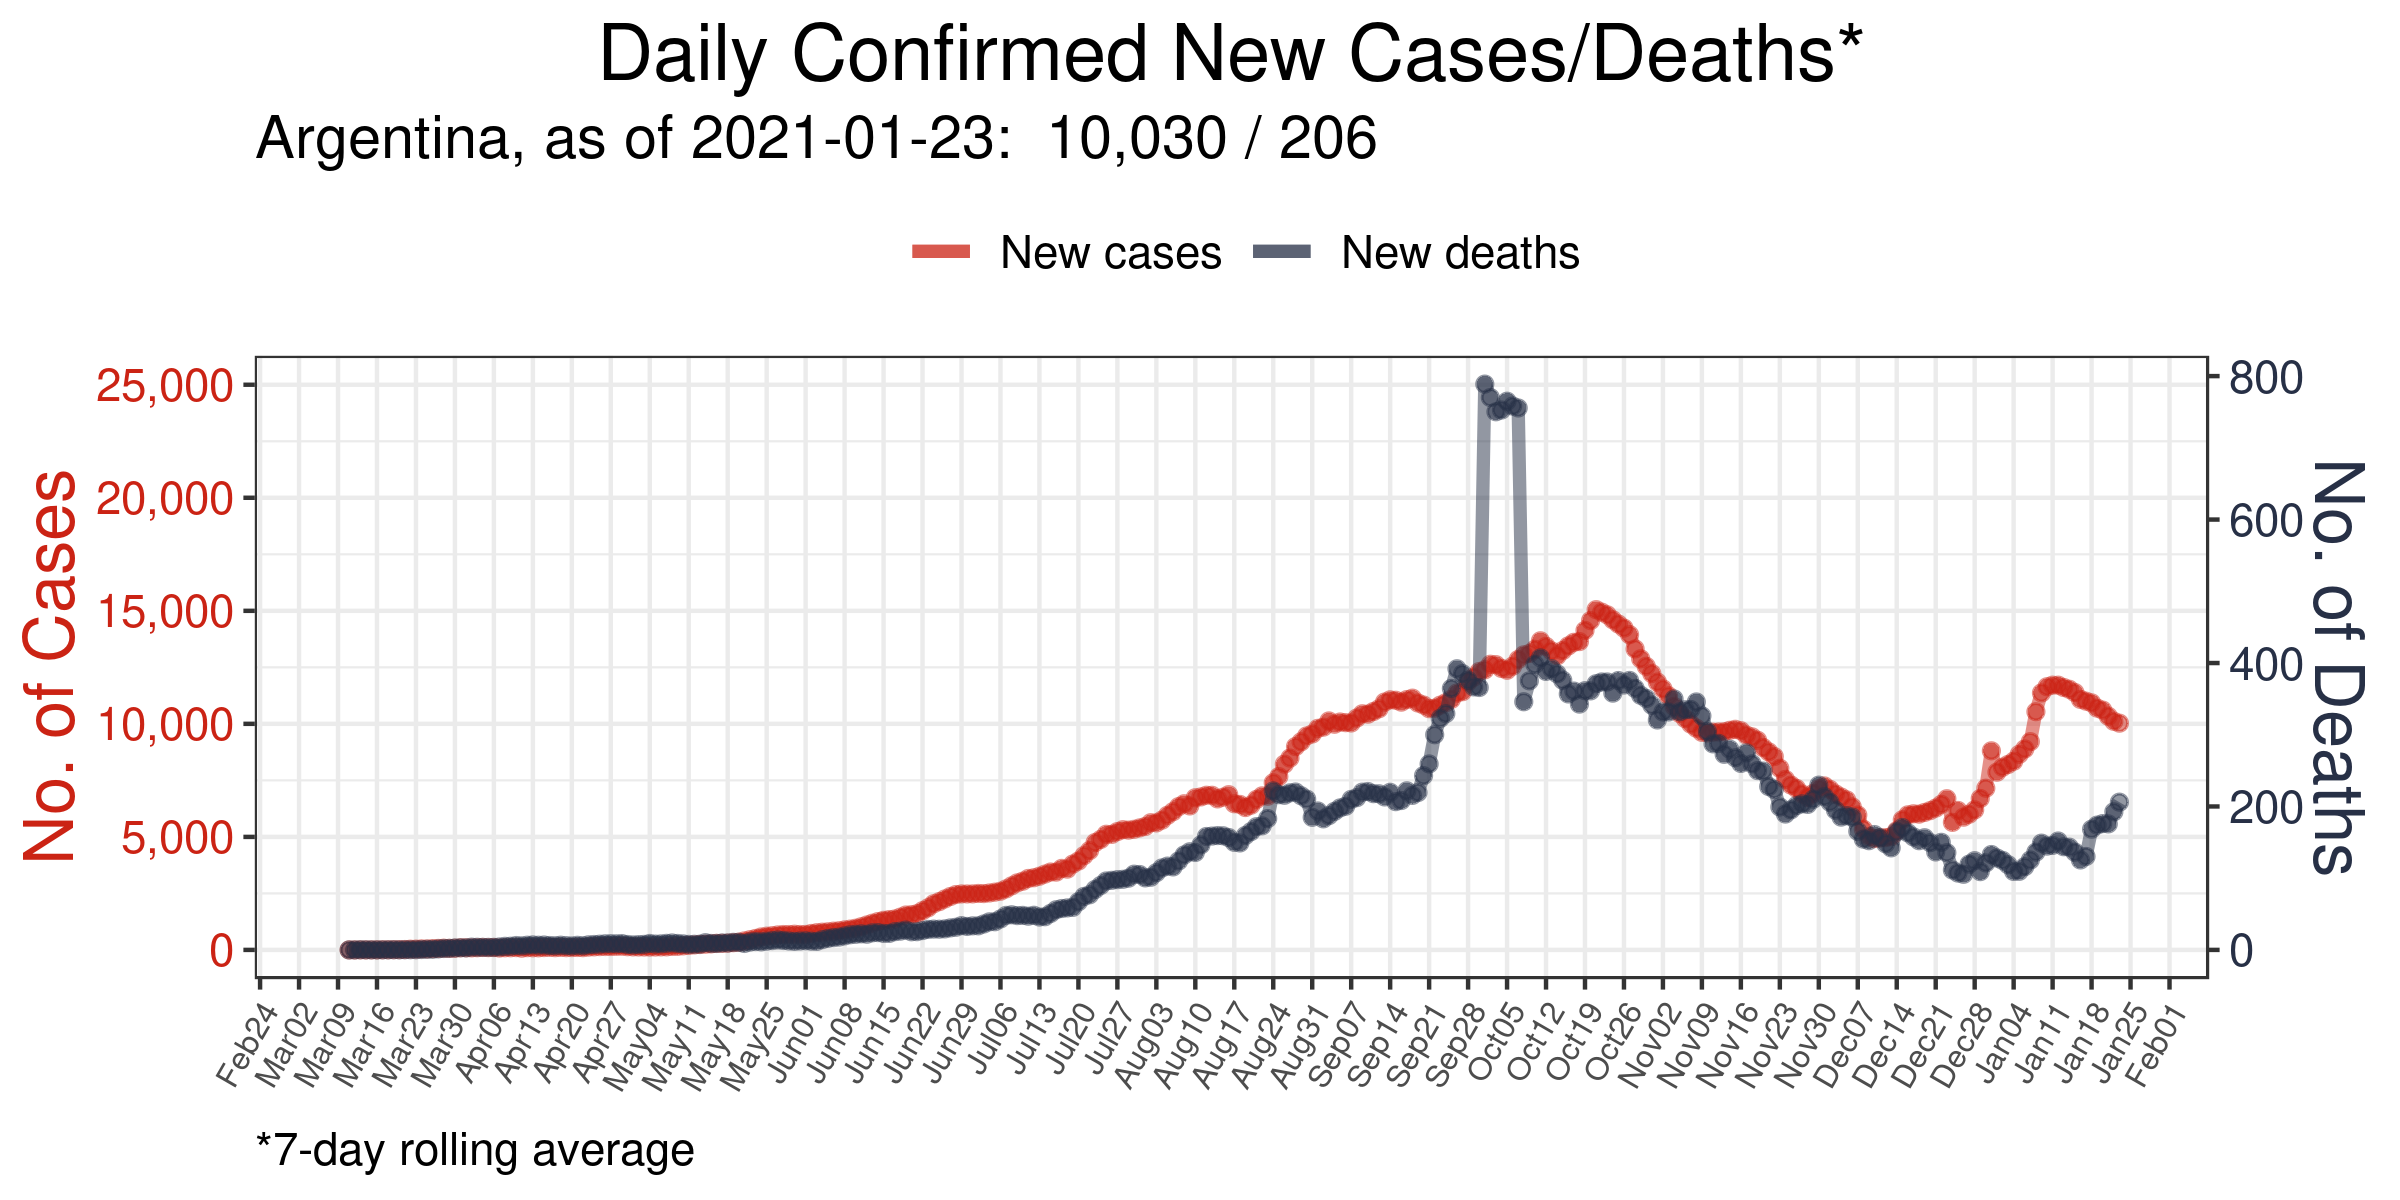 Daily Confirmed New Cases/Deaths*
Argentina, as of 2021-01-23:  10,030 / 206
New cases
New deaths
No. of Cases
25,000
20,000
15,000
10,000
5,000
0
800
600
400
200
0
No. of Deaths
Feb24
Mar02
Mar09
Mar16
Mar23
Mar30
Apr06
Apr13
Apr20
Apr27
May04
May11
May18
May25
Jun01
Jun08
Jun15
Jun22
Jun29
Jul06
Jul13
Jul20
Jul27
Aug03
Aug10
Aug17
Aug24
Aug31
Sep07
Sep14
Sep21
Sep28
Oct05
Oct12
Oct19
Oct26
Nov02
Nov09
Nov16
Nov23
Nov30
Dec07
Dec14
Dec21
Dec28
Jan04
Jan11
Jan18
Jan25
Feb01
*7-day rolling average